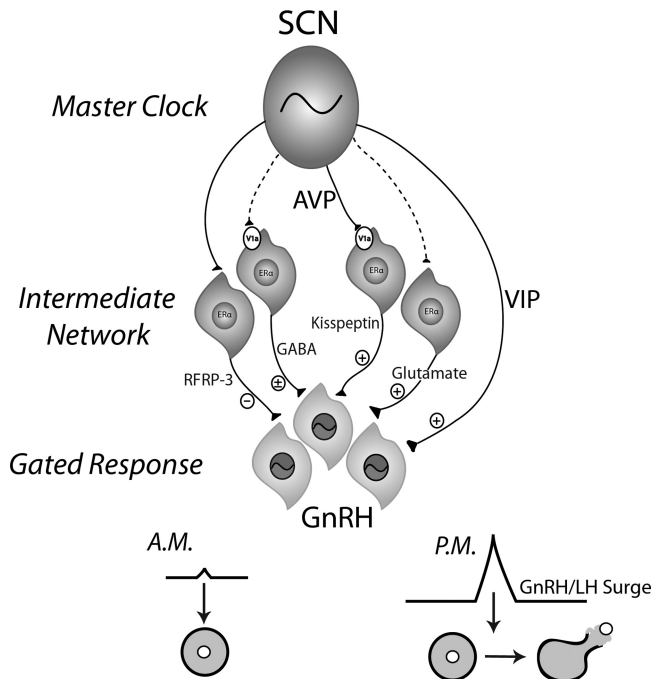 SCN
Master Clock
AVP
V1a
V1a
ERα
ERα
Intermediate
Network
ERα
ERα
VIP
Kisspeptin
GABA
Glutamate
RFRP-3
+
±
+
−
+
Gated Response
GnRH
A.M.
P.M.
GnRH/LH Surge